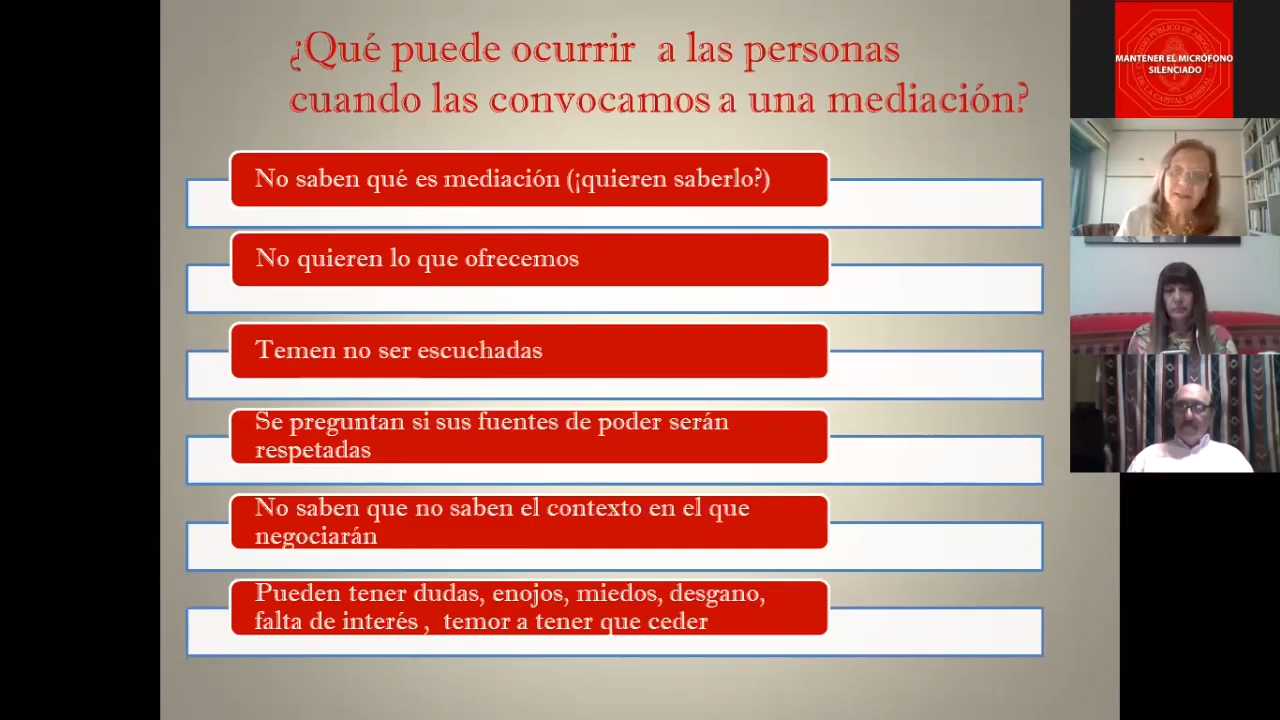 ¿Qué puede ocurrir a las personas
cuando las convocamos a una mediación?
No saben qué es mediación (¡quieren saberlo?)
No quieren lo que ofrecemos
Temen no ser escuchadas
Se preguntan si sus fuentes de poder serán
respetadas
No saben que no saben el contexto en el que
negociarán
Pueden tener dudas, enojos, miedos, desgano,
falta de interés , temor a tener que ceder
MANTENER EL MICRÓFONO
SILENCIADO